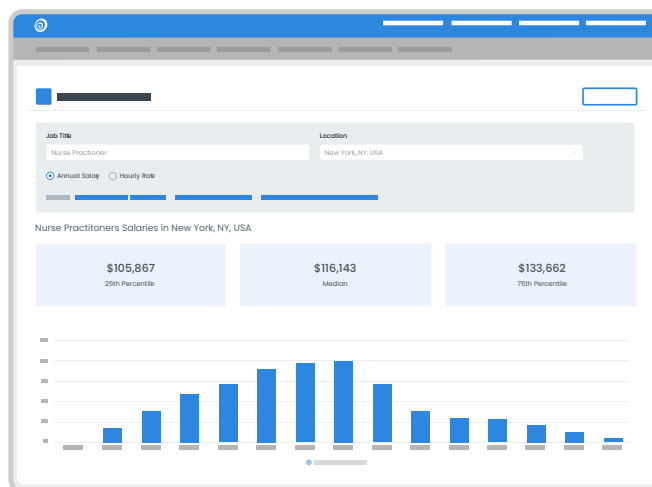 Job Title
Location
Nurse Practioner
New York, NY, USA
Annual Salary
Hourly Rate
Nurse Practitoners Salaries in New York, NY, USA
$105,867
$116,143
$133,662
25th Percentile
Median
75th Percentile